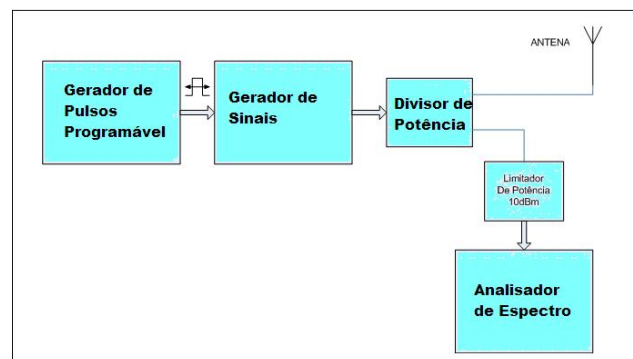 ANTENA
Gerador de
Pulsos
Programável
Gerador de
Sinais
Divisor de
Potência
Limitador
De Potência
10dBm
Analisador
de Espectro